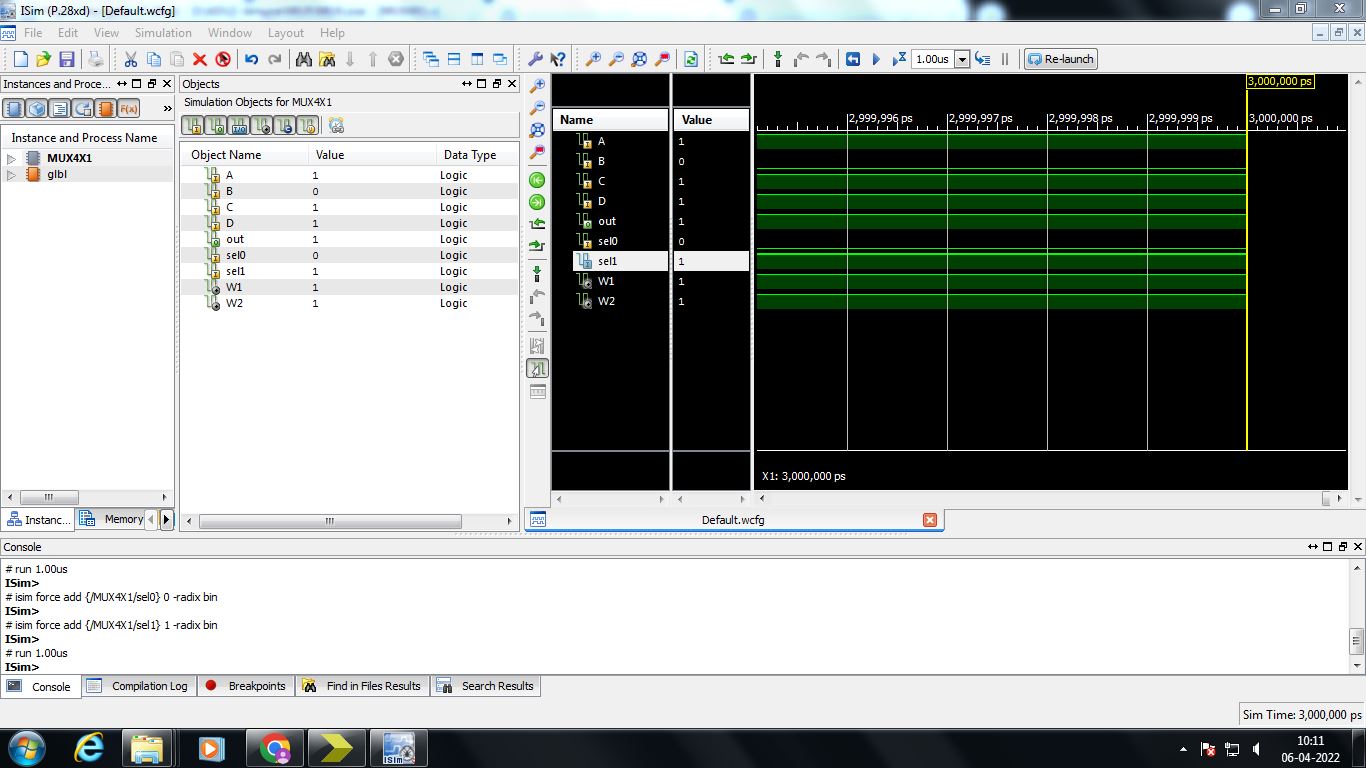 ISim (P.28xd) - [Default.wcfg]
File Edit View Simulation Window Layout Help
1.00us
Re-launch
Instances and Proce...
F(x)
»
Instance and Process Name
MUX4X1
glbl
Instanc...
Memory
Objects
Simulation Objects for MUX4X1
Object Name Value Data Type
A 1 Logic
B 0 Logic
C 1 Logic
D 1 Logic
out 1 Logic
sel0 0 Logic
sel1 1 Logic
W1 1 Logic
W2 1 Logic
Name Value
A 1
B 0
C 1
D 1
out 1
sel0 0
sel1 1
W1 1
W2 1
3,000,000 ps
2,999,996 ps 2,999,997 ps 2,999,998 ps 2,999,999 ps 3,000,000 ps
X1: 3,000,000 ps
Default.wcfg
Console
# run 1.00us
ISim>
# isim force add {/MUX4X1/sel0} 0 -radix bin
ISim>
# isim force add {/MUX4X1/sel1} 1 -radix bin
ISim>
# run 1.00us
ISim>
Console Compilation Log Breakpoints Find in Files Results Search Results
Sim Time: 3,000,000 ps
ISim
10:11
06-04-2022